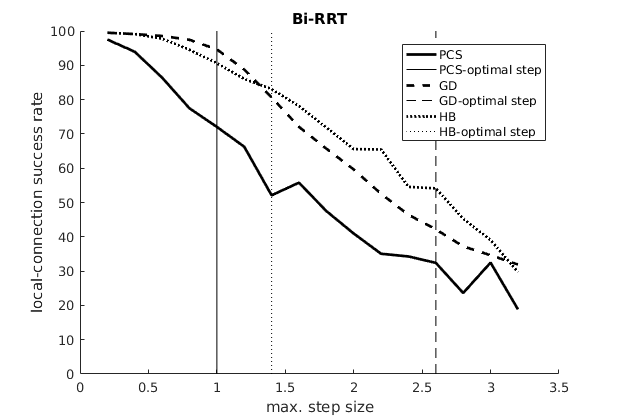 Bi-RRT
local-connection success rate
100
90
80
70
60
50
40
30
20
10
0
PCS
PCS-optimal step
GD
GD-optimal step
HB
HB-optimal step
0
0.5
1
1.5
2
2.5
3
3.5
max. step size